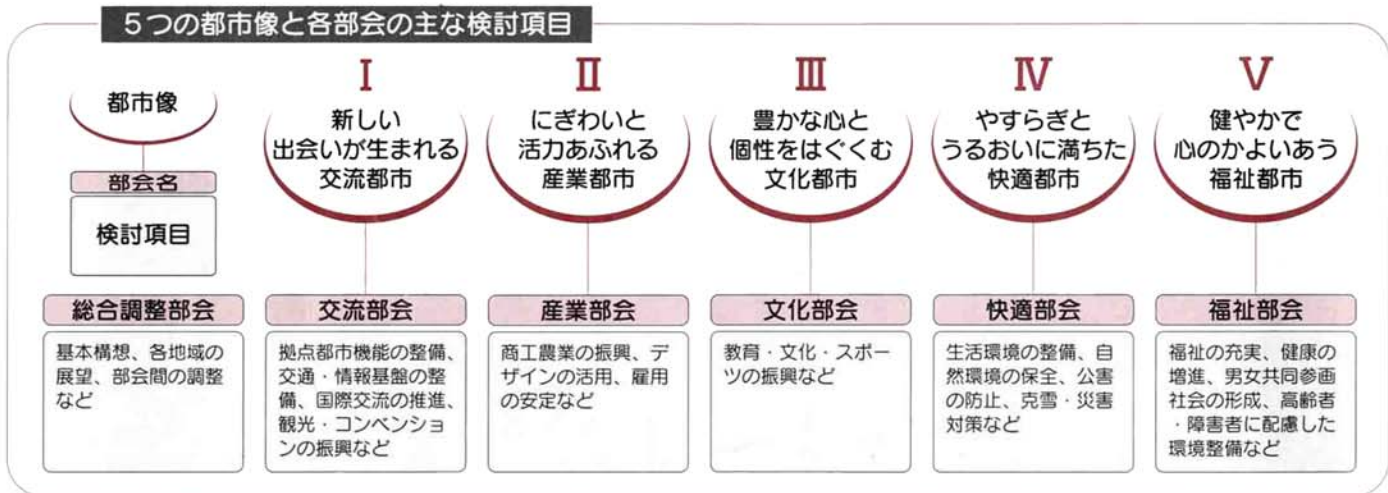 5つの都市像と各部会の主な検討項目
都市像
部会名
検討項目
Ⅰ
新しい
出会いが生まれる
交流都市
Ⅱ
にぎわいと
活力あふれる
産業都市
Ⅲ
豊かな心と
個性をはぐくむ
文化都市
Ⅳ
やすらぎと
うるおいに満ちた
快適都市
Ⅴ
健やかで
心のかよいあう
福祉都市
総合調整部会
基本構想、各地域の
展望、部会間の調整
など
交流部会
拠点都市機能の整備、
交通・情報基盤の整
備、国際交流の推進、
観光・コンベンショ
ンの振興など
産業部会
商工農業の振興、デ
ザインの活用、雇用
の安定など
文化部会
教育・文化・スポー
ツの振興など
快適部会
生活環境の整備、自
然環境の保全、公害
の防止、克雪・災害
対策など
福祉部会
福祉の充実、健康の
増進、男女共同参画
社会の形成、高齢者
・障害者に配慮した
環境整備など